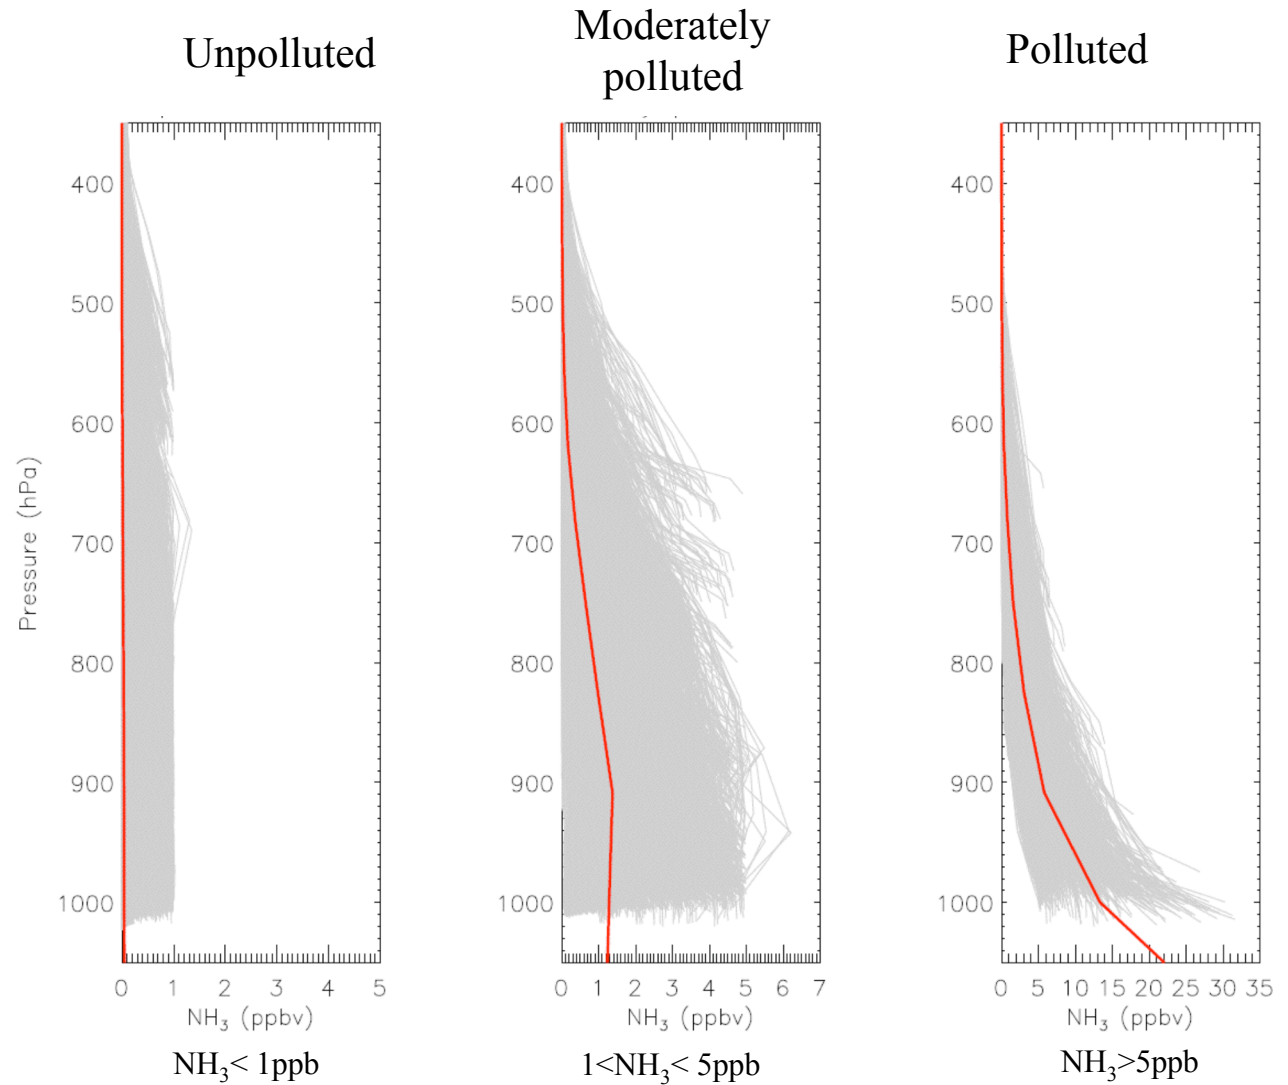 Unpolluted
Moderately
polluted
Polluted
Pressure (hPa)
400
500
600
700
800
900
1000
0 1 2 3 4 5
NH₃ (ppbv)
NH₃< 1ppb
400
500
600
700
800
900
1000
0 1 2 3 4 5 6 7
NH₃ (ppbv)
1<NH₃< 5ppb
400
500
600
700
800
900
1000
0 5 10 15 20 25 30 35
NH₃ (ppbv)
NH₃>5ppb